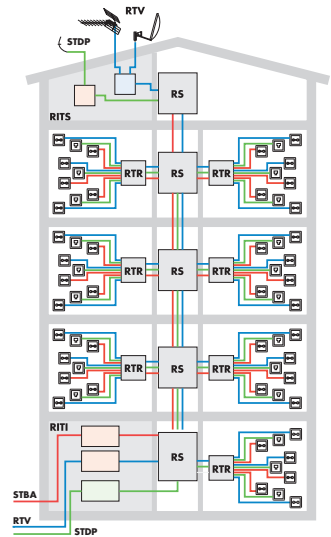 RTV
STDP
RS
RITS
RTR RS RTR
RTR RS RTR
RTR RS RTR
RITI
RS RTR
STBA
RTV
STDP